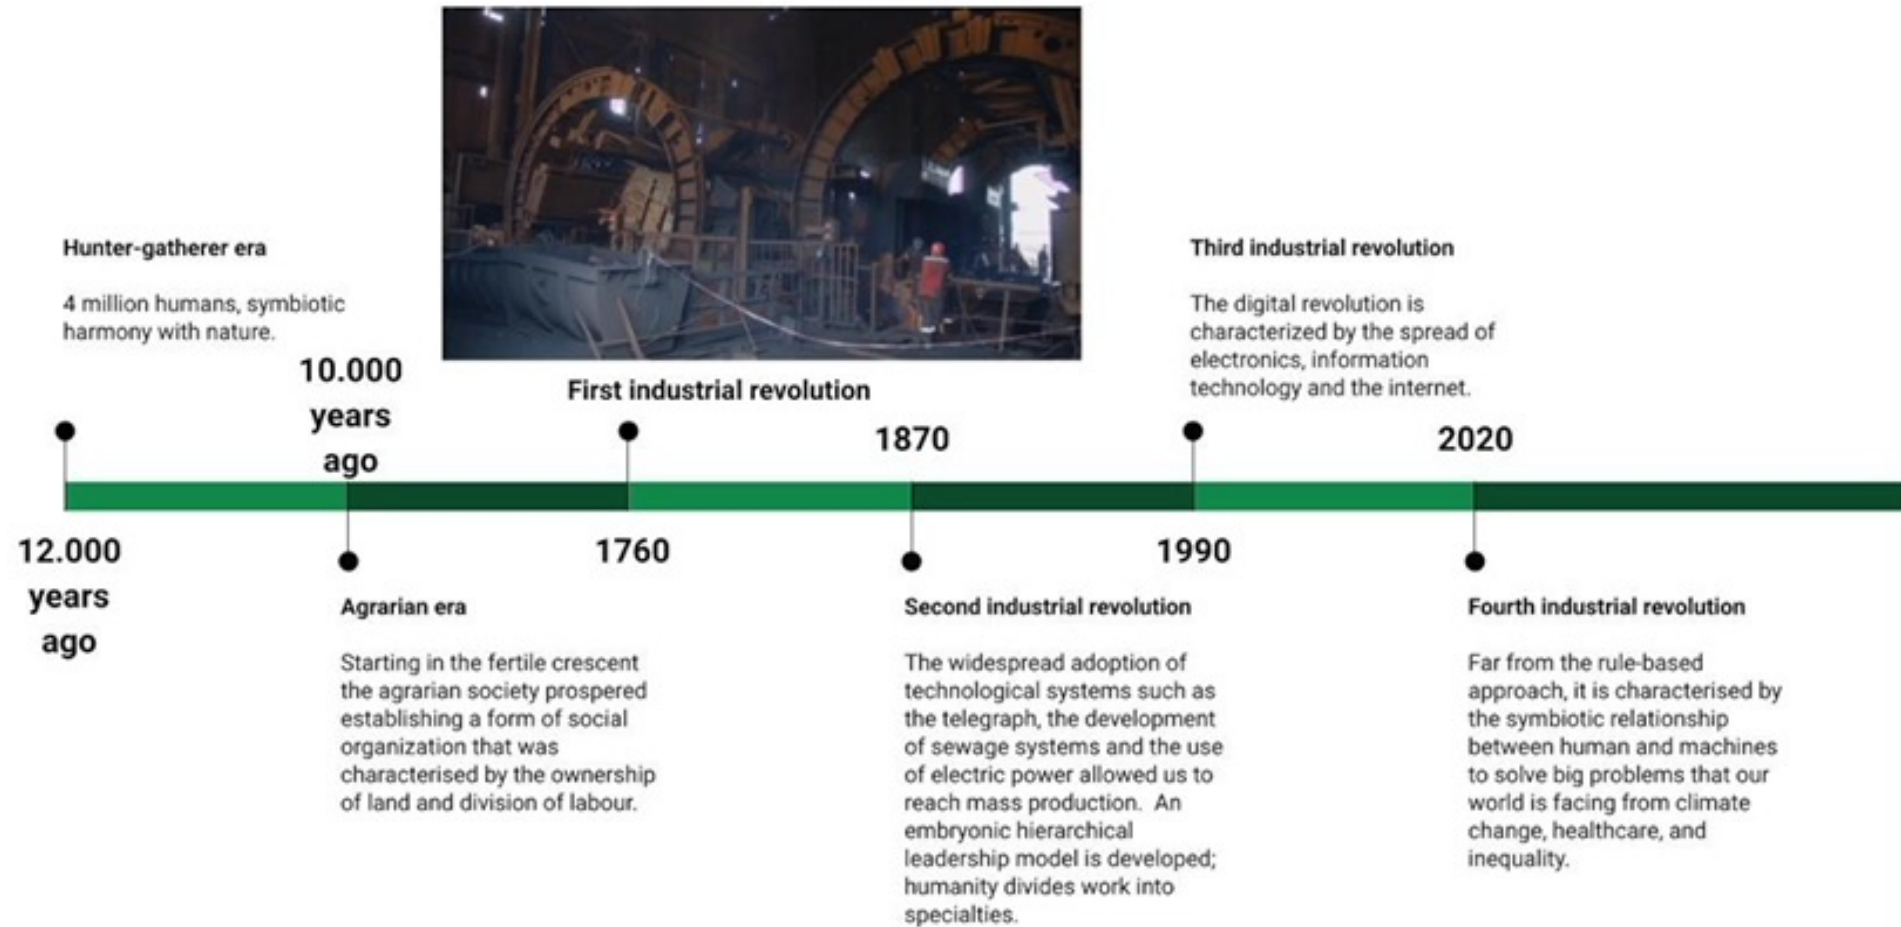 Hunter-gatherer era
4 million humans, symbiotic
harmony with nature.
12.000
years
ago
10.000
years
ago
Agrarian era
Starting in the fertile crescent
the agrarian society prospered
establishing a form of social
organization that was
characterised by the ownership
of land and division of labour.
First industrial revolution
1760
1870
Second industrial revolution
The widespread adoption of
technological systems such as
the telegraph, the development
of sewage systems and the use
of electric power allowed us to
reach mass production.  An
embryonic hierarchical
leadership model is developed;
humanity divides work into
specialties.
Third industrial revolution
The digital revolution is
characterized by the spread of
electronics, information
technology and the internet.
1990
2020
Fourth industrial revolution
Far from the rule-based
approach, it is characterised by
the symbiotic relationship
between human and machines
to solve big problems that our
world is facing from climate
change, healthcare, and
inequality.